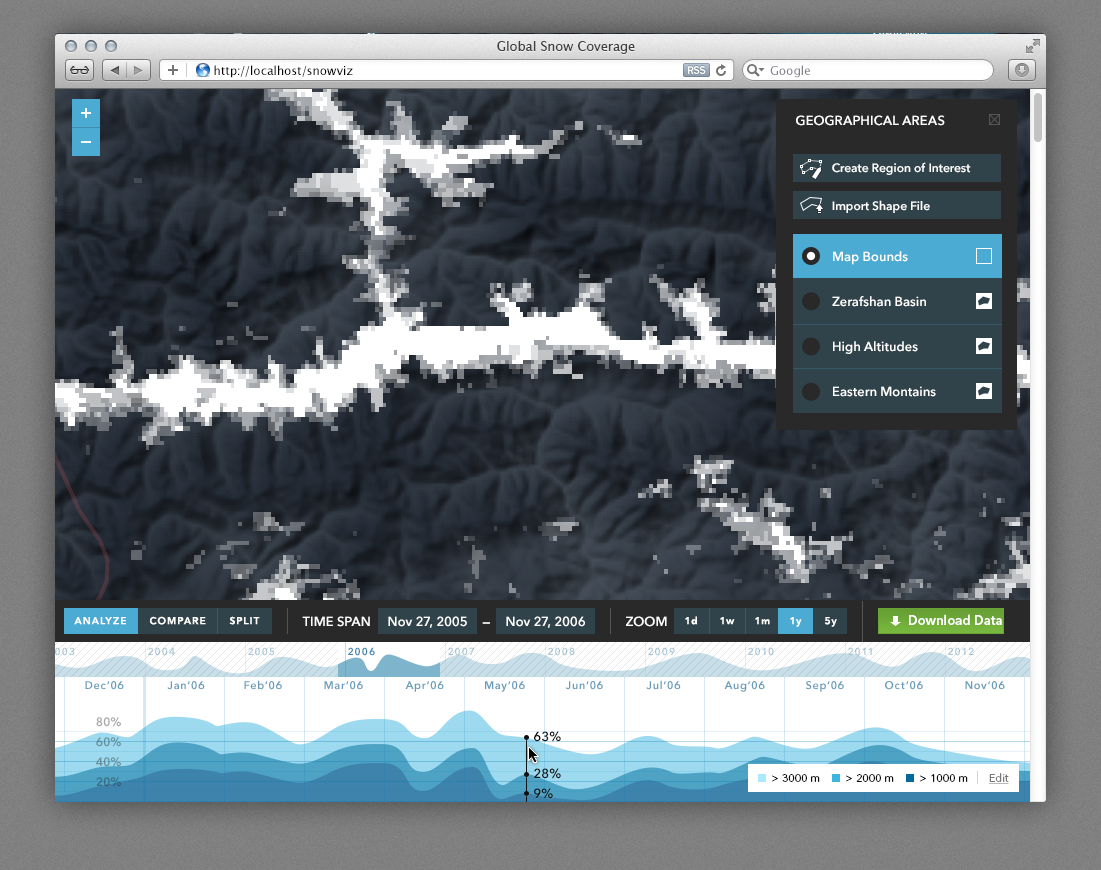 Global Snow Coverage
http://localhost/snowviz
RSS
Google
+
−
GEOGRAPHICAL AREAS
Create Region of Interest
Import Shape File
Map Bounds
Zerafshan Basin
High Altitudes
Eastern Montains
ANALYZE COMPARE SPLIT TIME SPAN Nov 27, 2005 – Nov 27, 2006 ZOOM 1d 1w 1m 1y 5y Download Data
003 2004 2005 2006 2007 2008 2009 2010 2011 2012
Dec'06 Jan'06 Feb'06 Mar'06 Apr'06 May'06 Jun'06 Jul'06 Aug'06 Sep'06 Oct'06 Nov'06
80%
60%
40%
20%
63%
28%
9%
> 3000 m > 2000 m > 1000 m Edit